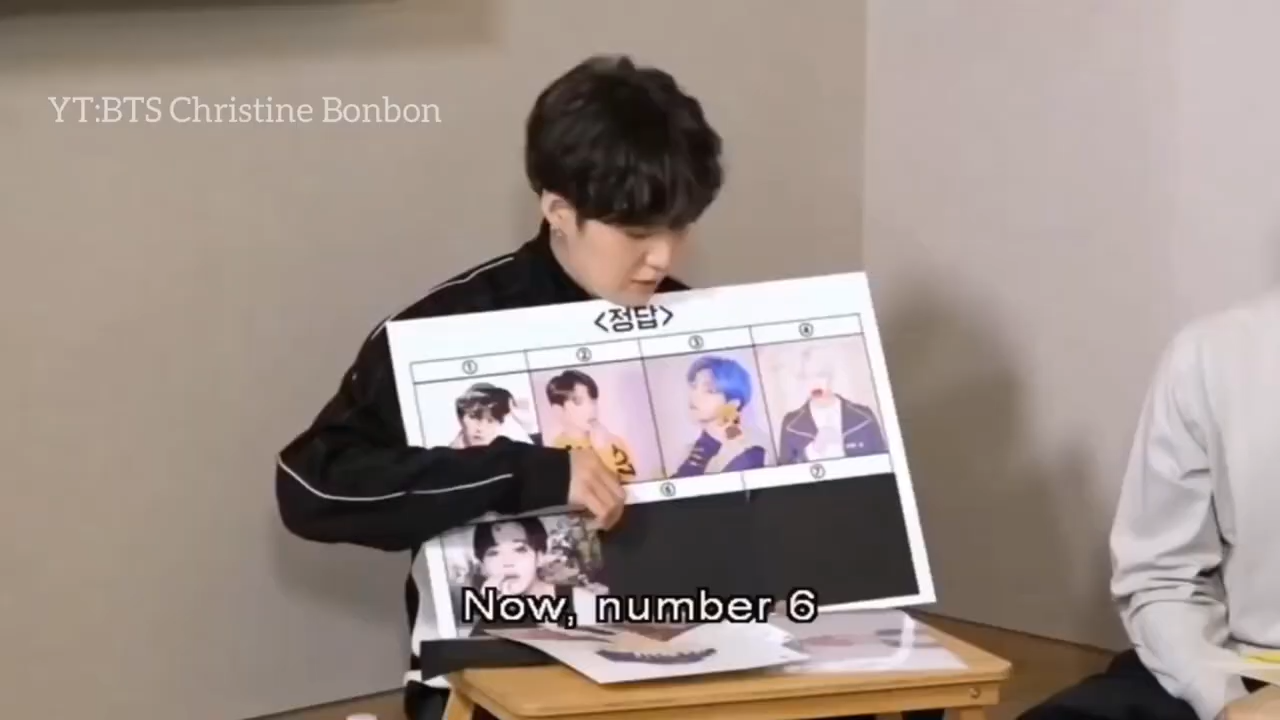 YT:BTS Christine Bonbon
<정답>
① ② ③ ④
⑥ ⑦
Now, number 6